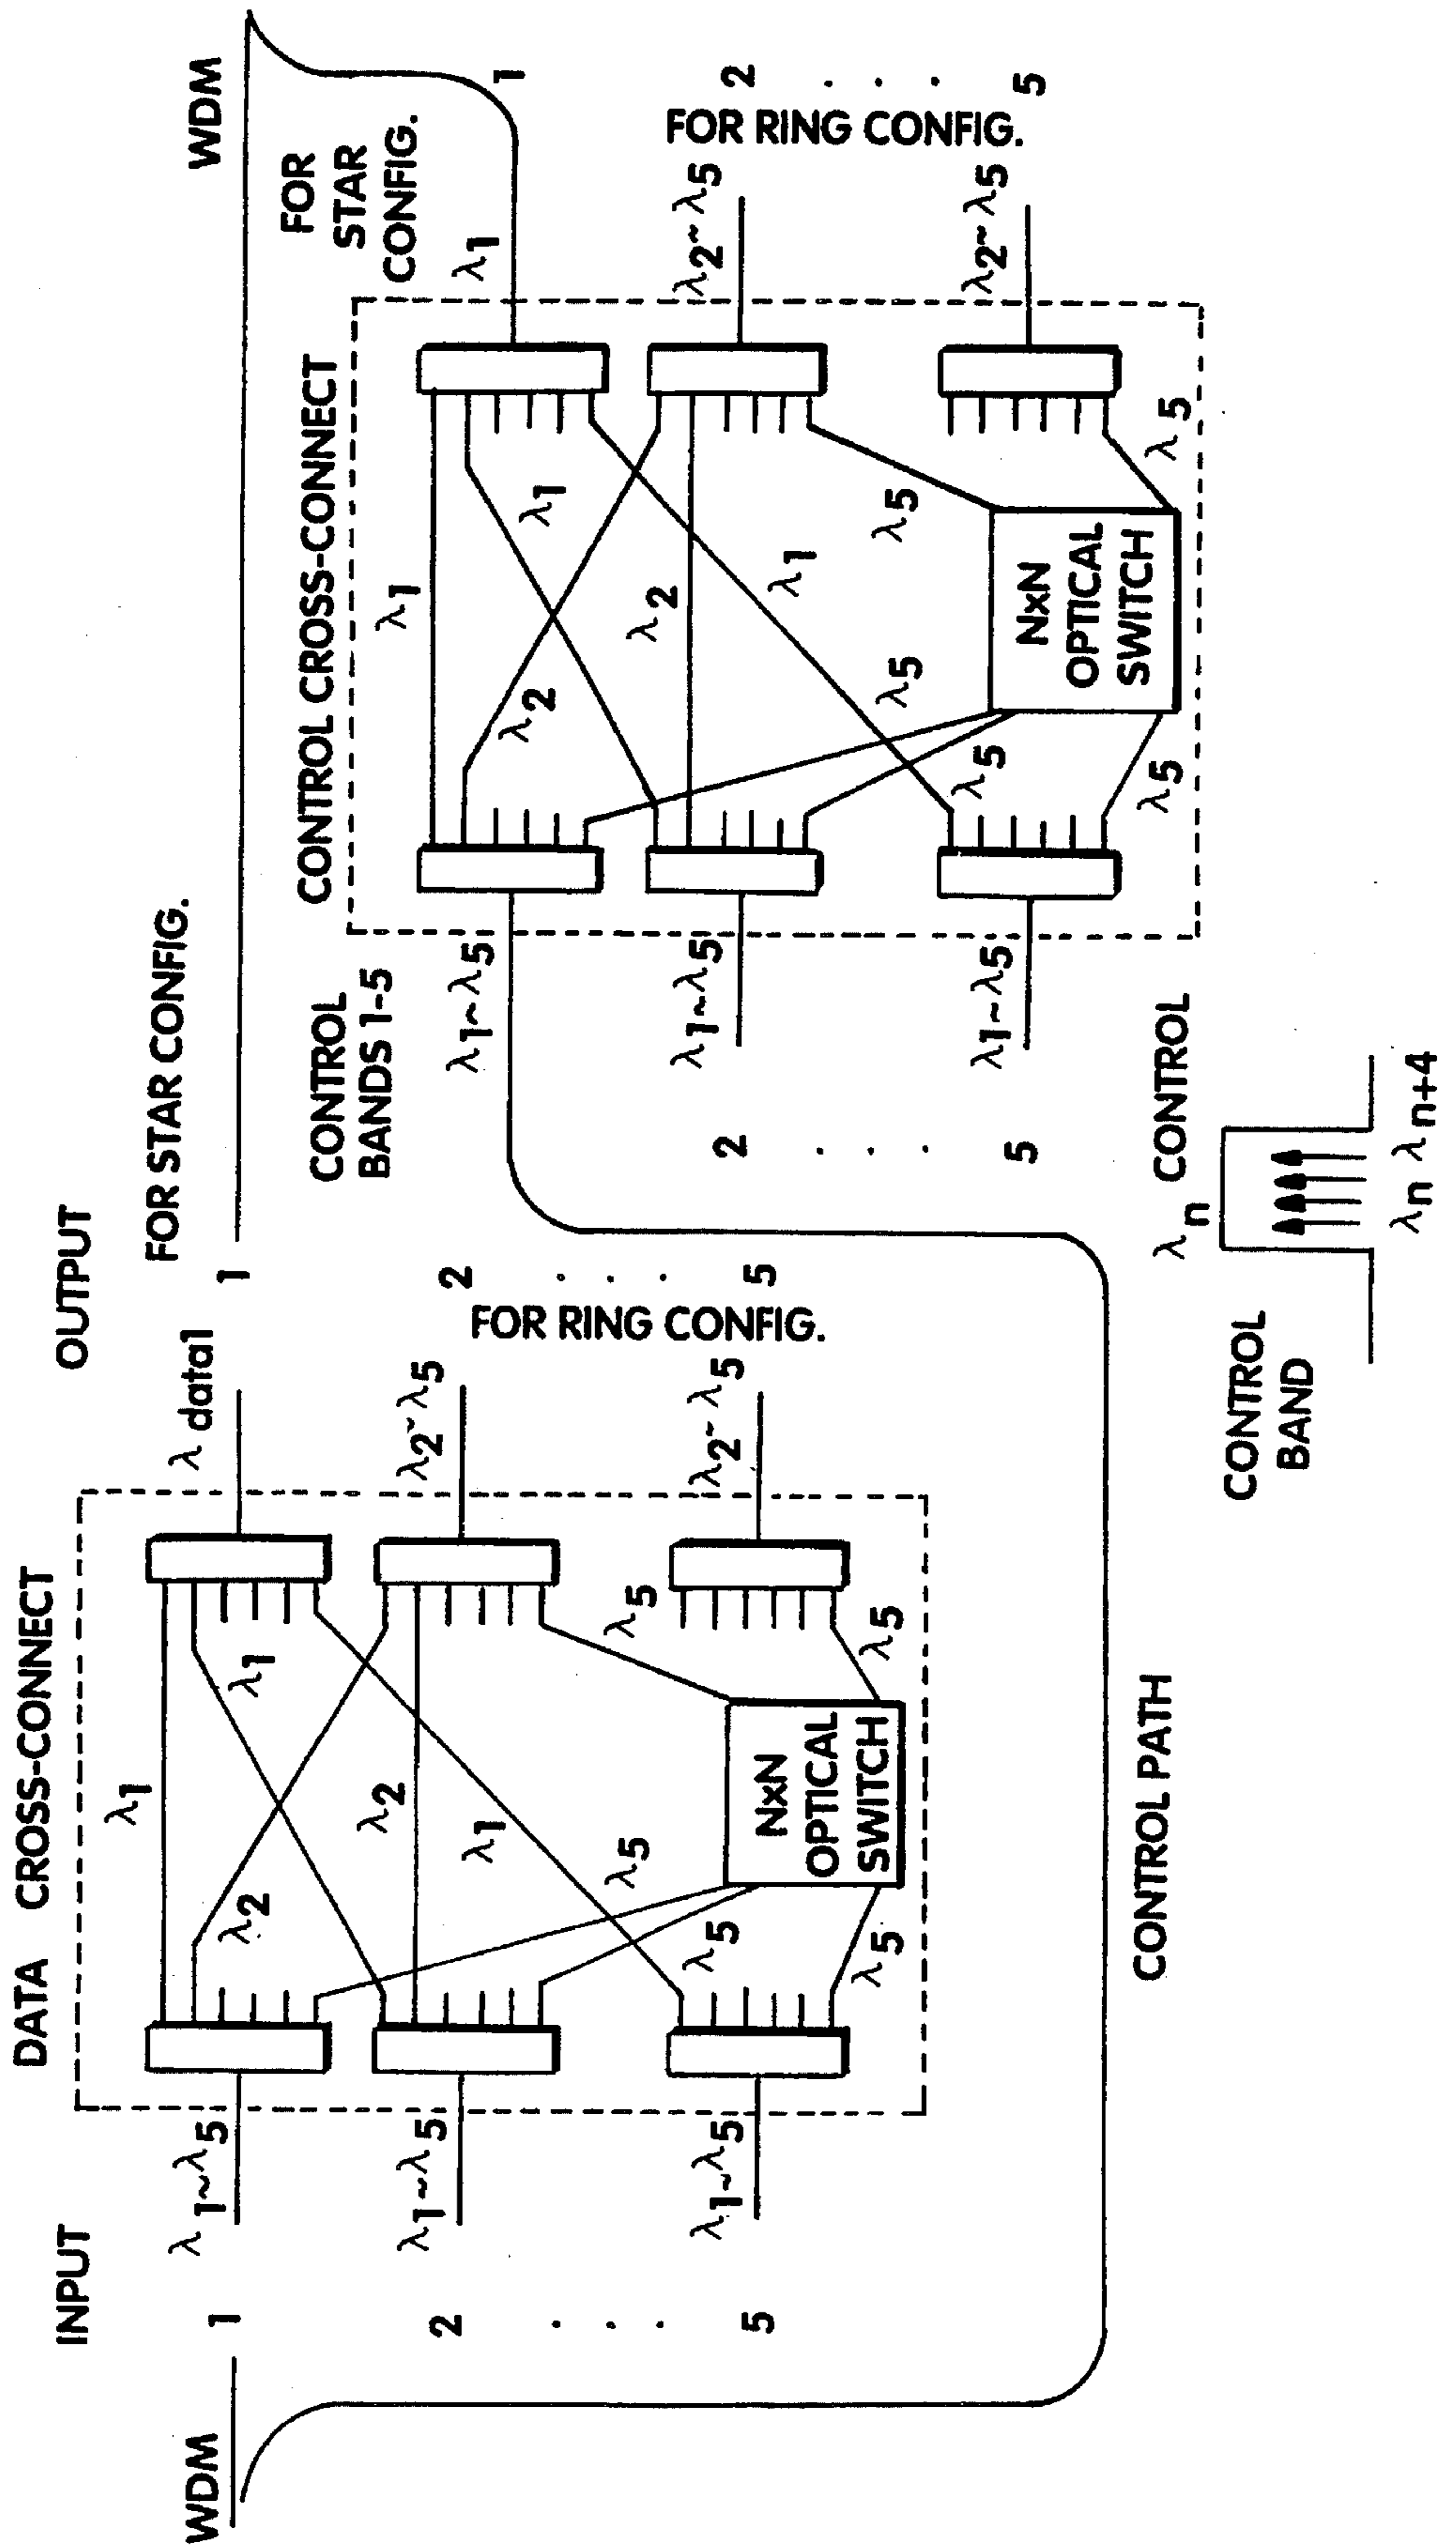 INPUT
DATA CROSS-CONNECT
OUTPUT
WDM
1
2
. . .
5
λ1~λ5
λ1~λ5
λ1~λ5
λ1
λ2
λ1
λ2
λ1
λ5
λ5
λ5
λ5
λ5
NxN
OPTICAL
SWITCH
λ data1
λ2~λ5
λ2~λ5
1
2
. . .
5
FOR RING CONFIG.
FOR STAR CONFIG.
CONTROL PATH
CONTROL
BANDS 1-5
CONTROL CROSS-CONNECT
λ1~λ5
λ1~λ5
λ1~λ5
2
. . .
5
λ1
λ2
λ1
λ2
λ1
λ5
λ5
λ5
λ5
λ5
NxN
OPTICAL
SWITCH
λ1
λ2~λ5
λ2~λ5
FOR
STAR
CONFIG.
WDM
1
2
. . .
5
FOR RING CONFIG.
CONTROL
BAND
λn
CONTROL
λn λn+4